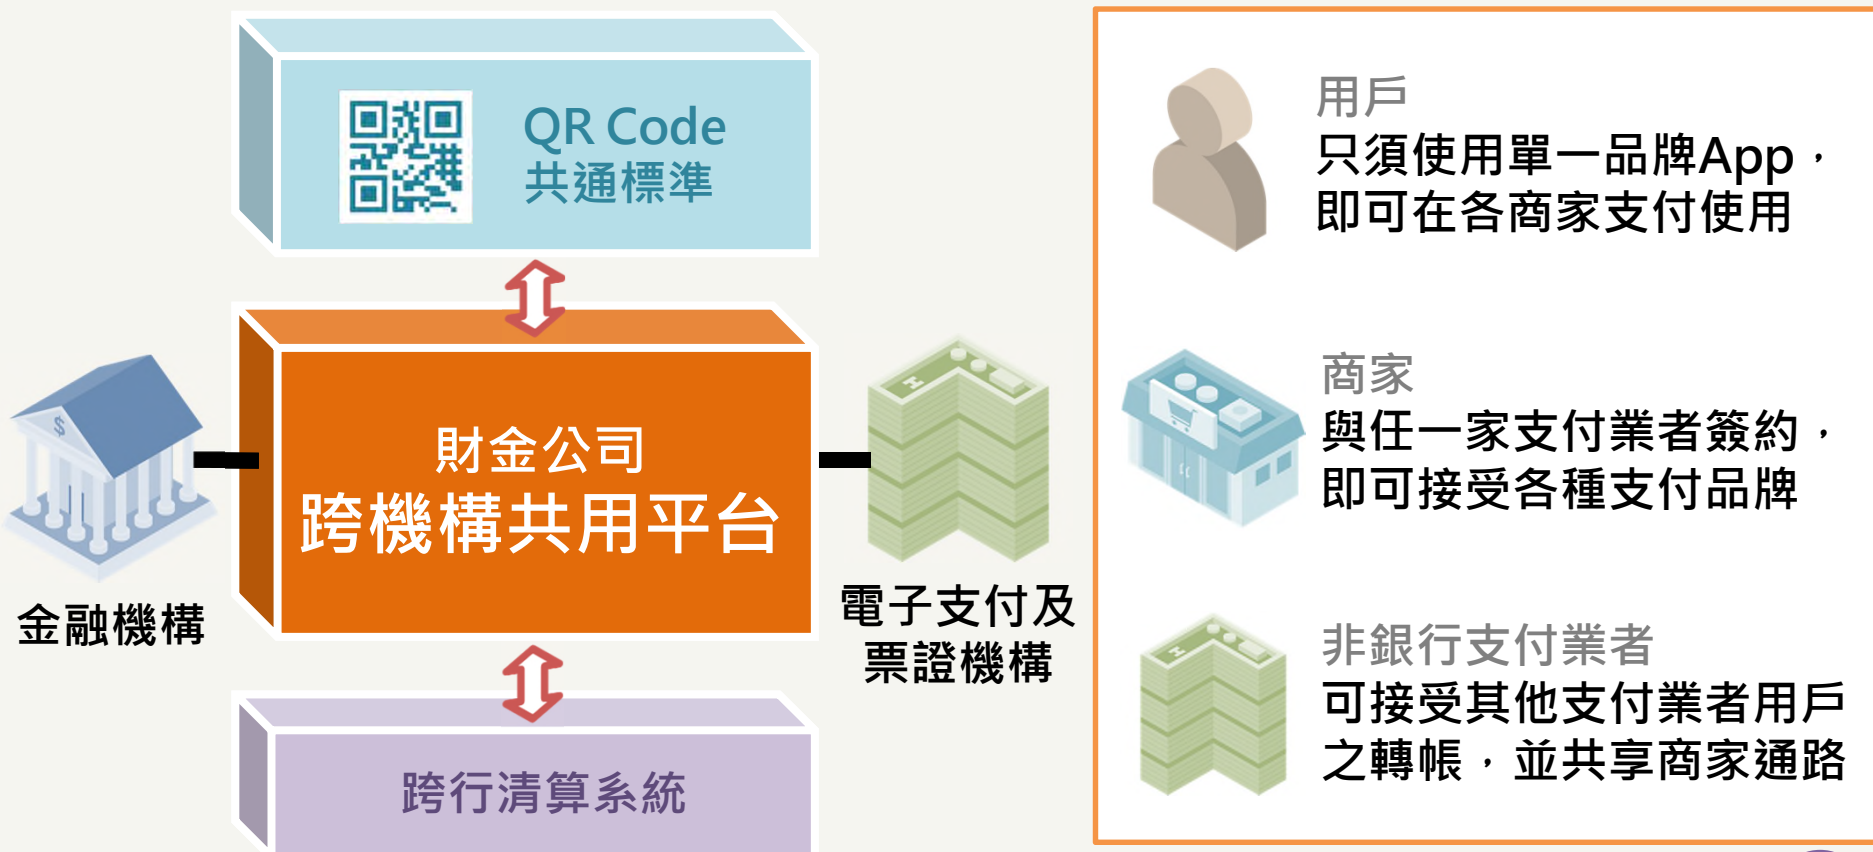 QR Code
共通標準
財金公司
跨機構共用平台
金融機構
電子支付及
票證機構
跨行清算系統
用戶
只須使用單一品牌App，
即可在各商家支付使用
商家
與任一家支付業者簽約，
即可接受各種支付品牌
非銀行支付業者
可接受其他支付業者用戶
之轉帳，並共享商家通路